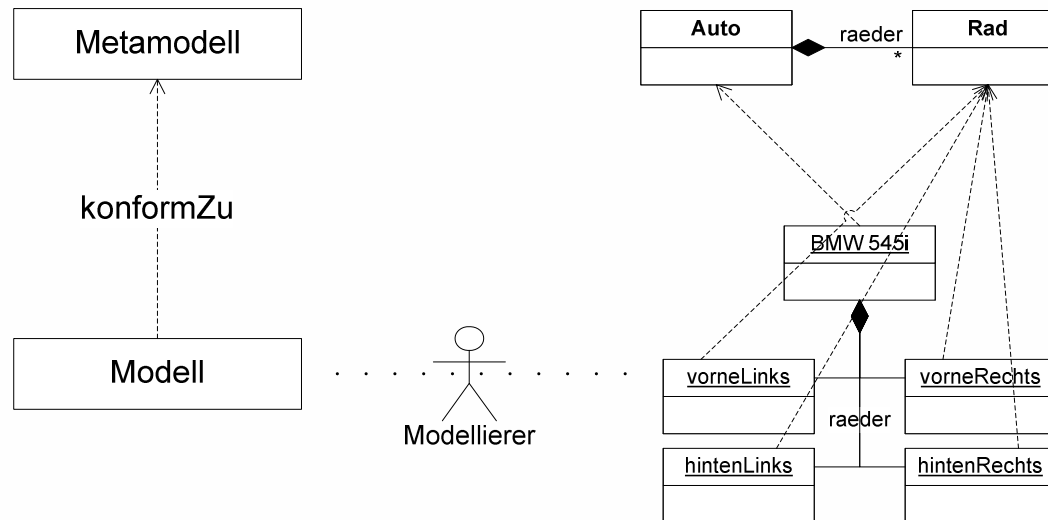 Metamodell
konformZu
Modell
Modellierer
Auto
raeder
*
Rad
BMW 545i
vorneLinks
vorneRechts
raeder
hintenLinks
hintenRechts